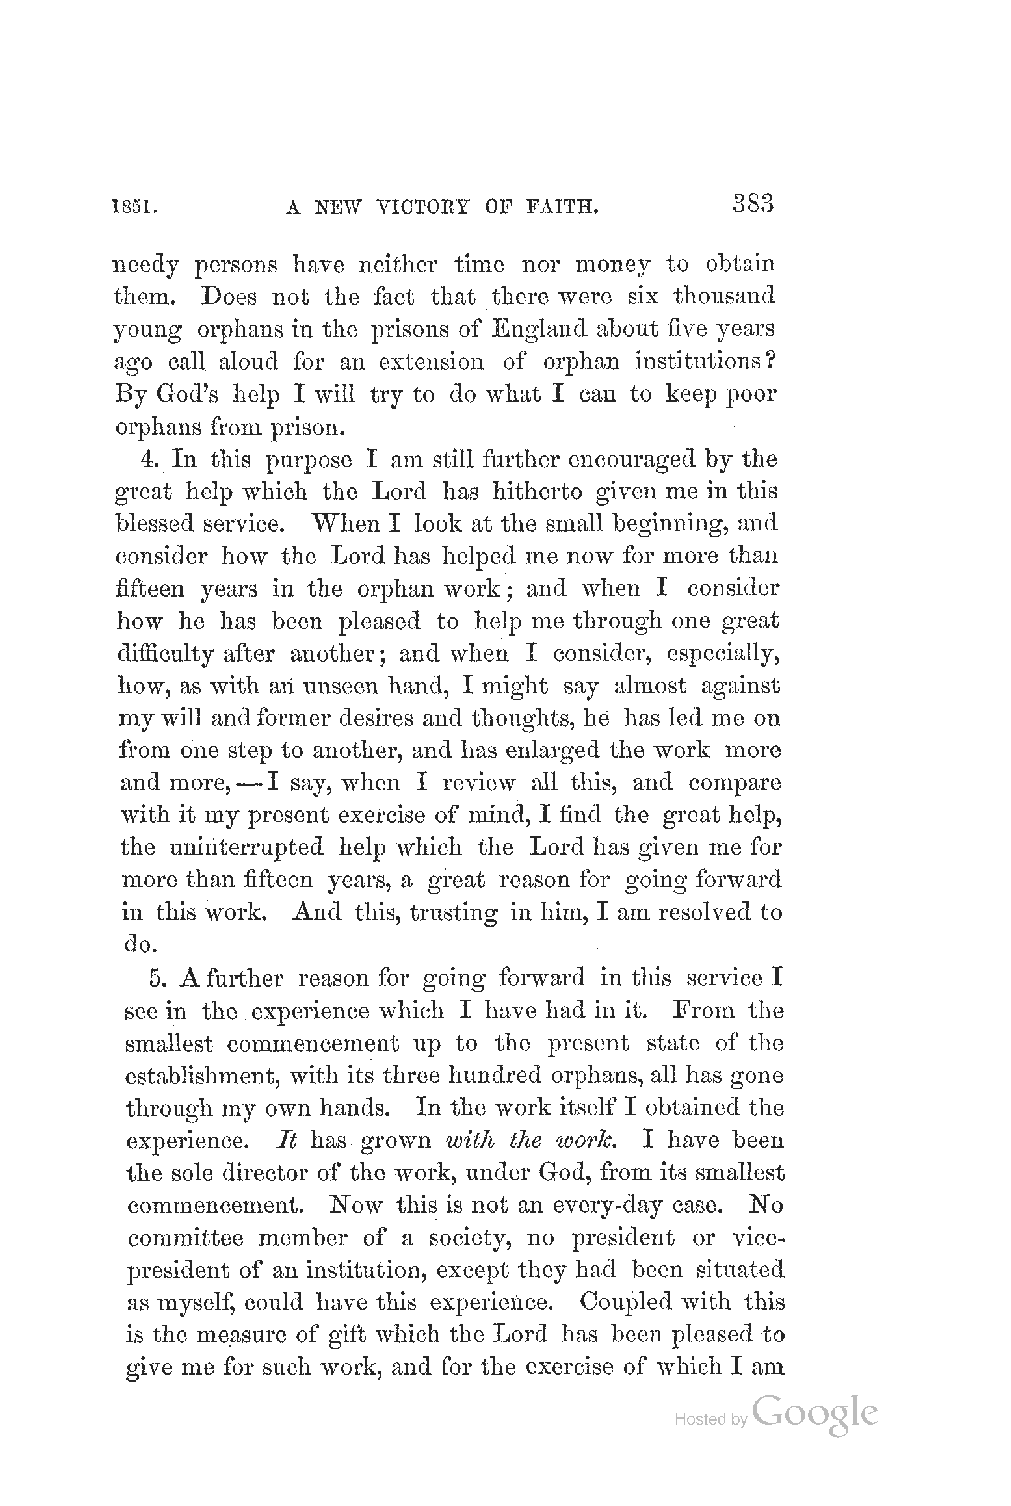 1851. A NEW VICTORY OF FAITH. 383
needy persons have neither time nor money to obtain
them. Does not the fact that there were six thousand
young orphans in the prisons of England about five years
ago call aloud for an extension of orphan institutions?
By God's help I will try to do what I can to keep poor
orphans from prison.
4. In this purpose I am still further encouraged by the
great help which the Lord has hitherto given me in this
blessed service. When I look at the small beginning, and
consider how the Lord has helped me now for more than
fifteen years in the orphan work; and when I consider
how he has been pleased to help me through one great
difficulty after another; and when I consider, especially,
how, as with an unseen hand, I might say almost against
my will and former desires and thoughts, he has led me on
from one step to another, and has enlarged the work more
and more,—I say, when I review all this, and compare
with it my present exercise of mind, I find the great help,
the uninterrupted help which the Lord has given me for
more than fifteen years, a great reason for going forward
in this work. And this, trusting in him, I am resolved to
do.
5. A further reason for going forward in this service I
see in the experience which I have had in it. From the
smallest commencement up to the present state of the
establishment, with its three hundred orphans, all has gone
through my own hands. In the work itself I obtained the
experience. It has grown with the work. I have been
the sole director of the work, under God, from its smallest
commencement. Now this is not an every-day case. No
committee member of a society, no president or vice-
president of an institution, except they had been situated
as myself, could have this experience. Coupled with this
is the measure of gift which the Lord has been pleased to
give me for such work, and for the exercise of which I am
Hosted by Google